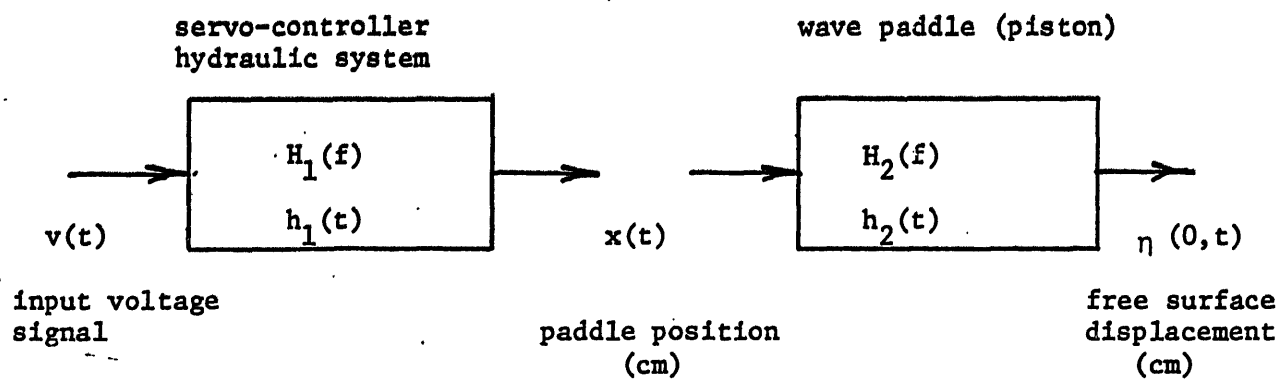 servo-controller
hydraulic system
wave paddle (piston)
H1(f)
h1(t)
H2(f)
h2(t)
v(t)
x(t)
η (0,t)
input voltage
signal
paddle position
(cm)
free surface
displacement
(cm)